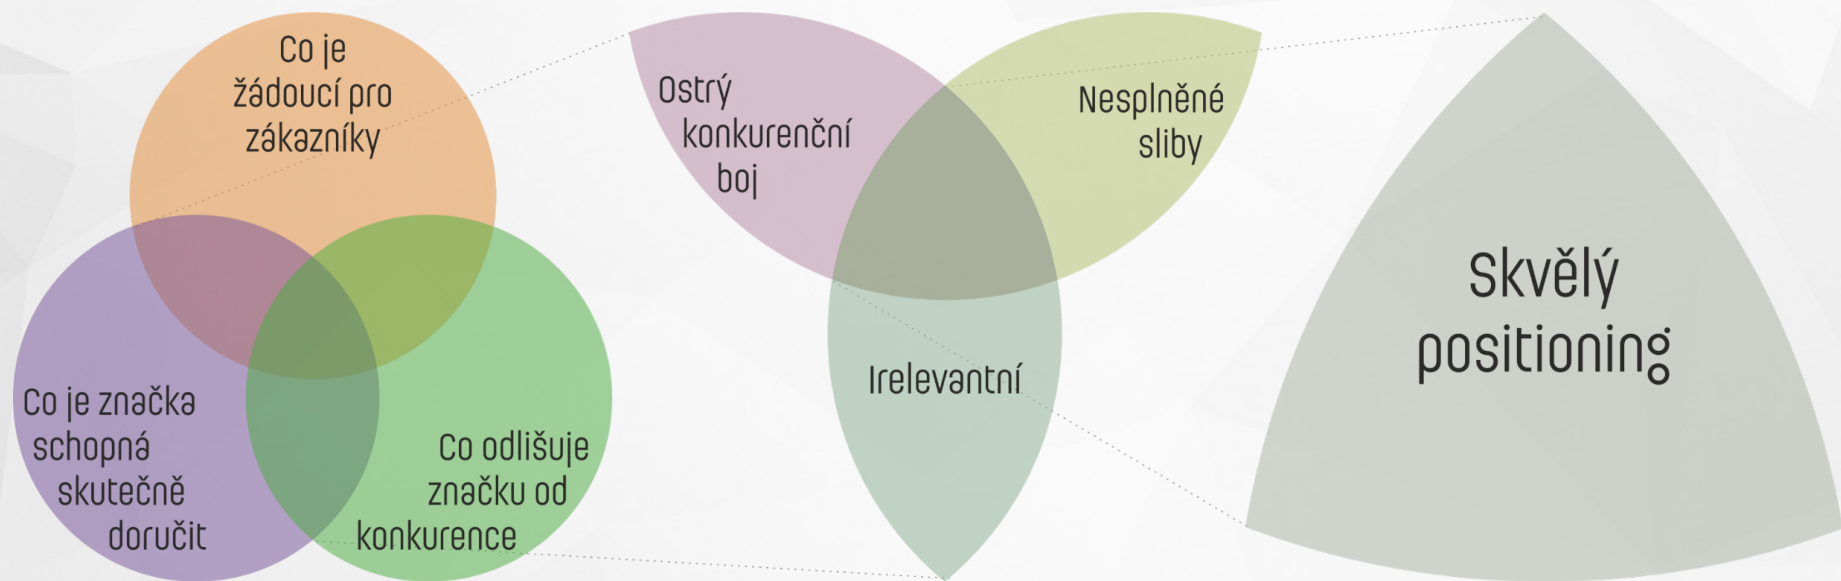 Co je
žádoucí pro
zákazníky
Co je značka
schopná
skutečně
doručit
Co odlišuje
značku od
konkurence
Ostrý
konkurenční
boj
Nesplněné
sliby
Irelevantní
Skvělý
positioning